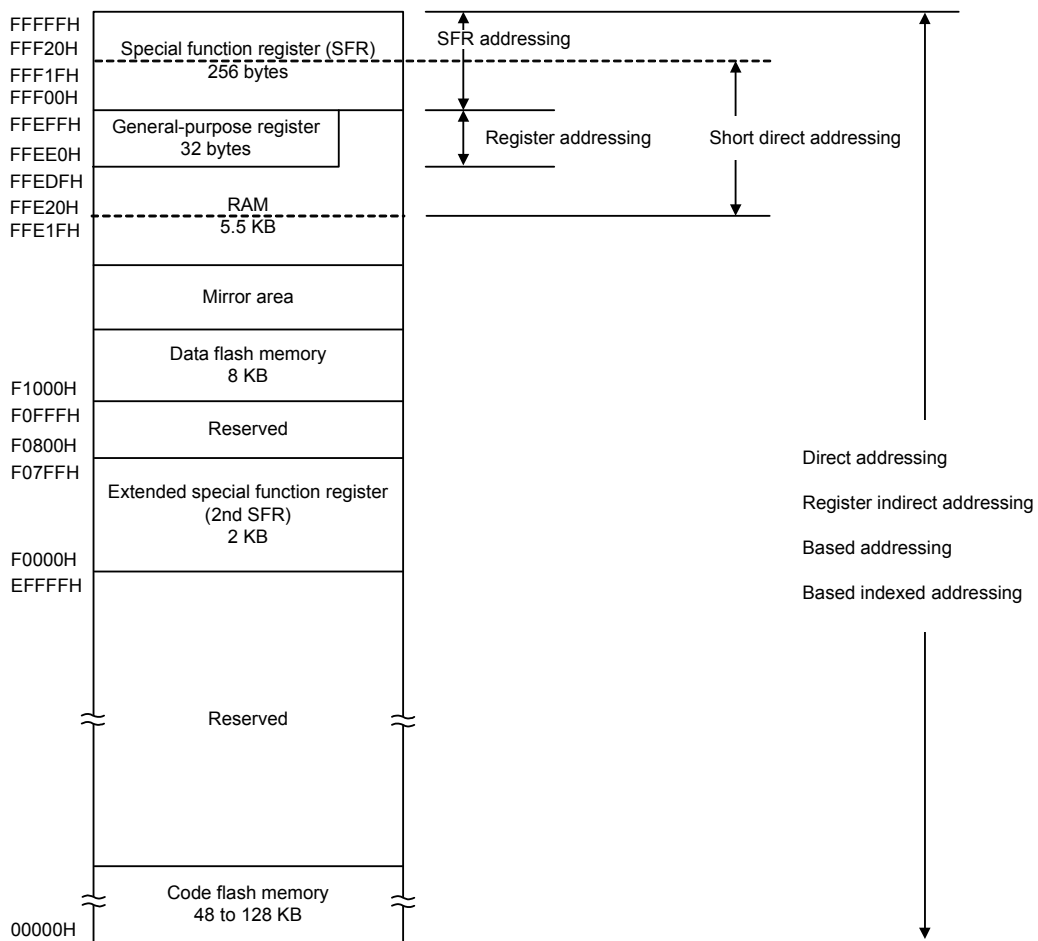 FFFFFH
FFF20H
FFF1FH
FFF00H
FFEFFH
FFEE0H
FFEDFH
FFE20H
FFE1FH
Special function register (SFR)
256 bytes
General-purpose register
32 bytes
RAM
5.5 KB
Mirror area
Data flash memory
8 KB
F1000H
F0FFFH
Reserved
F0800H
F07FFH
Extended special function register
(2nd SFR)
2 KB
F0000H
EFFFFH
Reserved
Code flash memory
48 to 128 KB
00000H
SFR addressing
Register addressing
Short direct addressing
Direct addressing
Register indirect addressing
Based addressing
Based indexed addressing